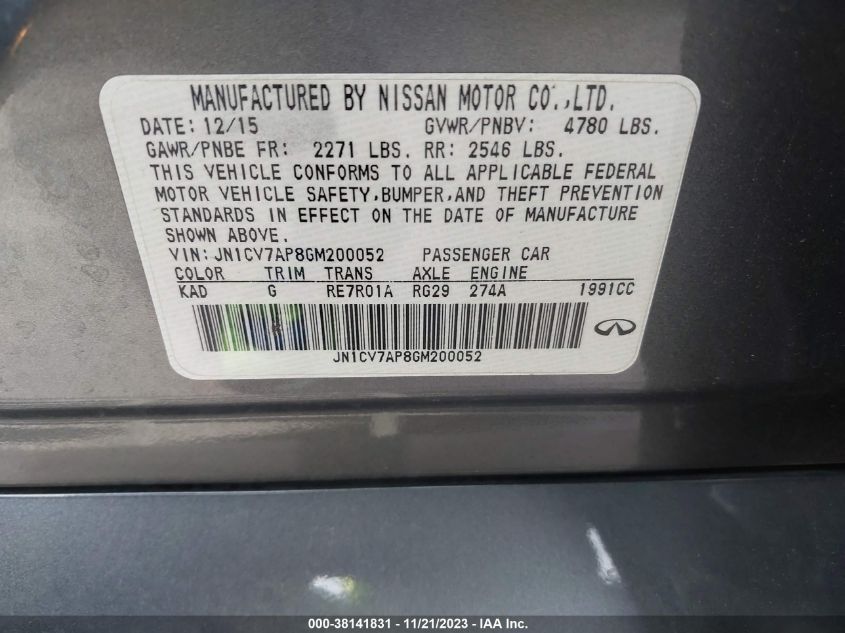 MANUFACTURED BY NISSAN MOTOR CO.,LTD.
DATE: 12/15 GVWR/PNBV: 4780 LBS.
GAWR/PNBE FR: 2271 LBS. RR: 2546 LBS.
THIS VEHICLE CONFORMS TO ALL APPLICABLE FEDERAL
MOTOR VEHICLE SAFETY,BUMPER,AND THEFT PREVENTION
STANDARDS IN EFFECT ON THE DATE OF MANUFACTURE
SHOWN ABOVE.
VIN: JN1CV7AP8GM200052 PASSENGER CAR
COLOR TRIM TRANS AXLE ENGINE
KAD G RE7R01A RG29 274A 1991CC
JN1CV7AP8GM200052
000-38141831 - 11/21/2023 - © IAA, Inc.